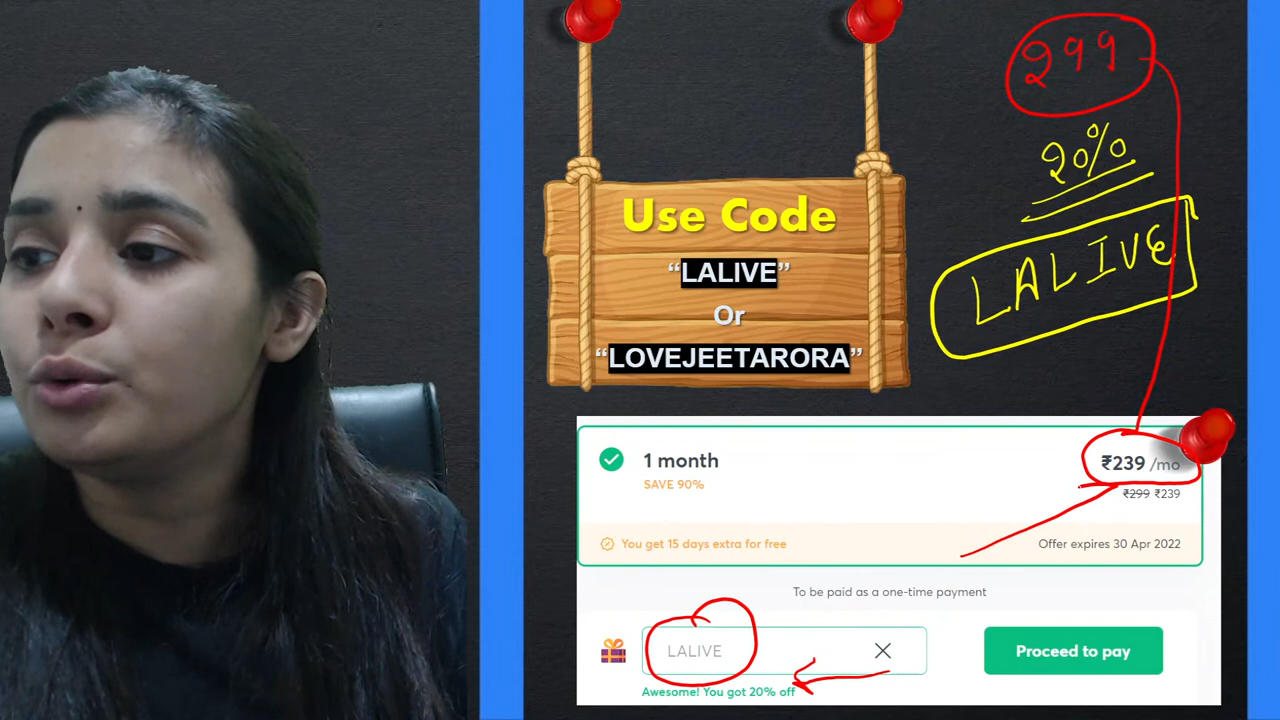 299
20%
LALIVE
Use Code
“LALIVE”
Or
“LOVEJEETARORA”
1 month
₹239 /mo
SAVE 90%
₹299 ₹239
You get 15 days extra for free
Offer expires 30 Apr 2022
To be paid as a one-time payment
LALIVE
Proceed to pay
Awesome! You got 20% off